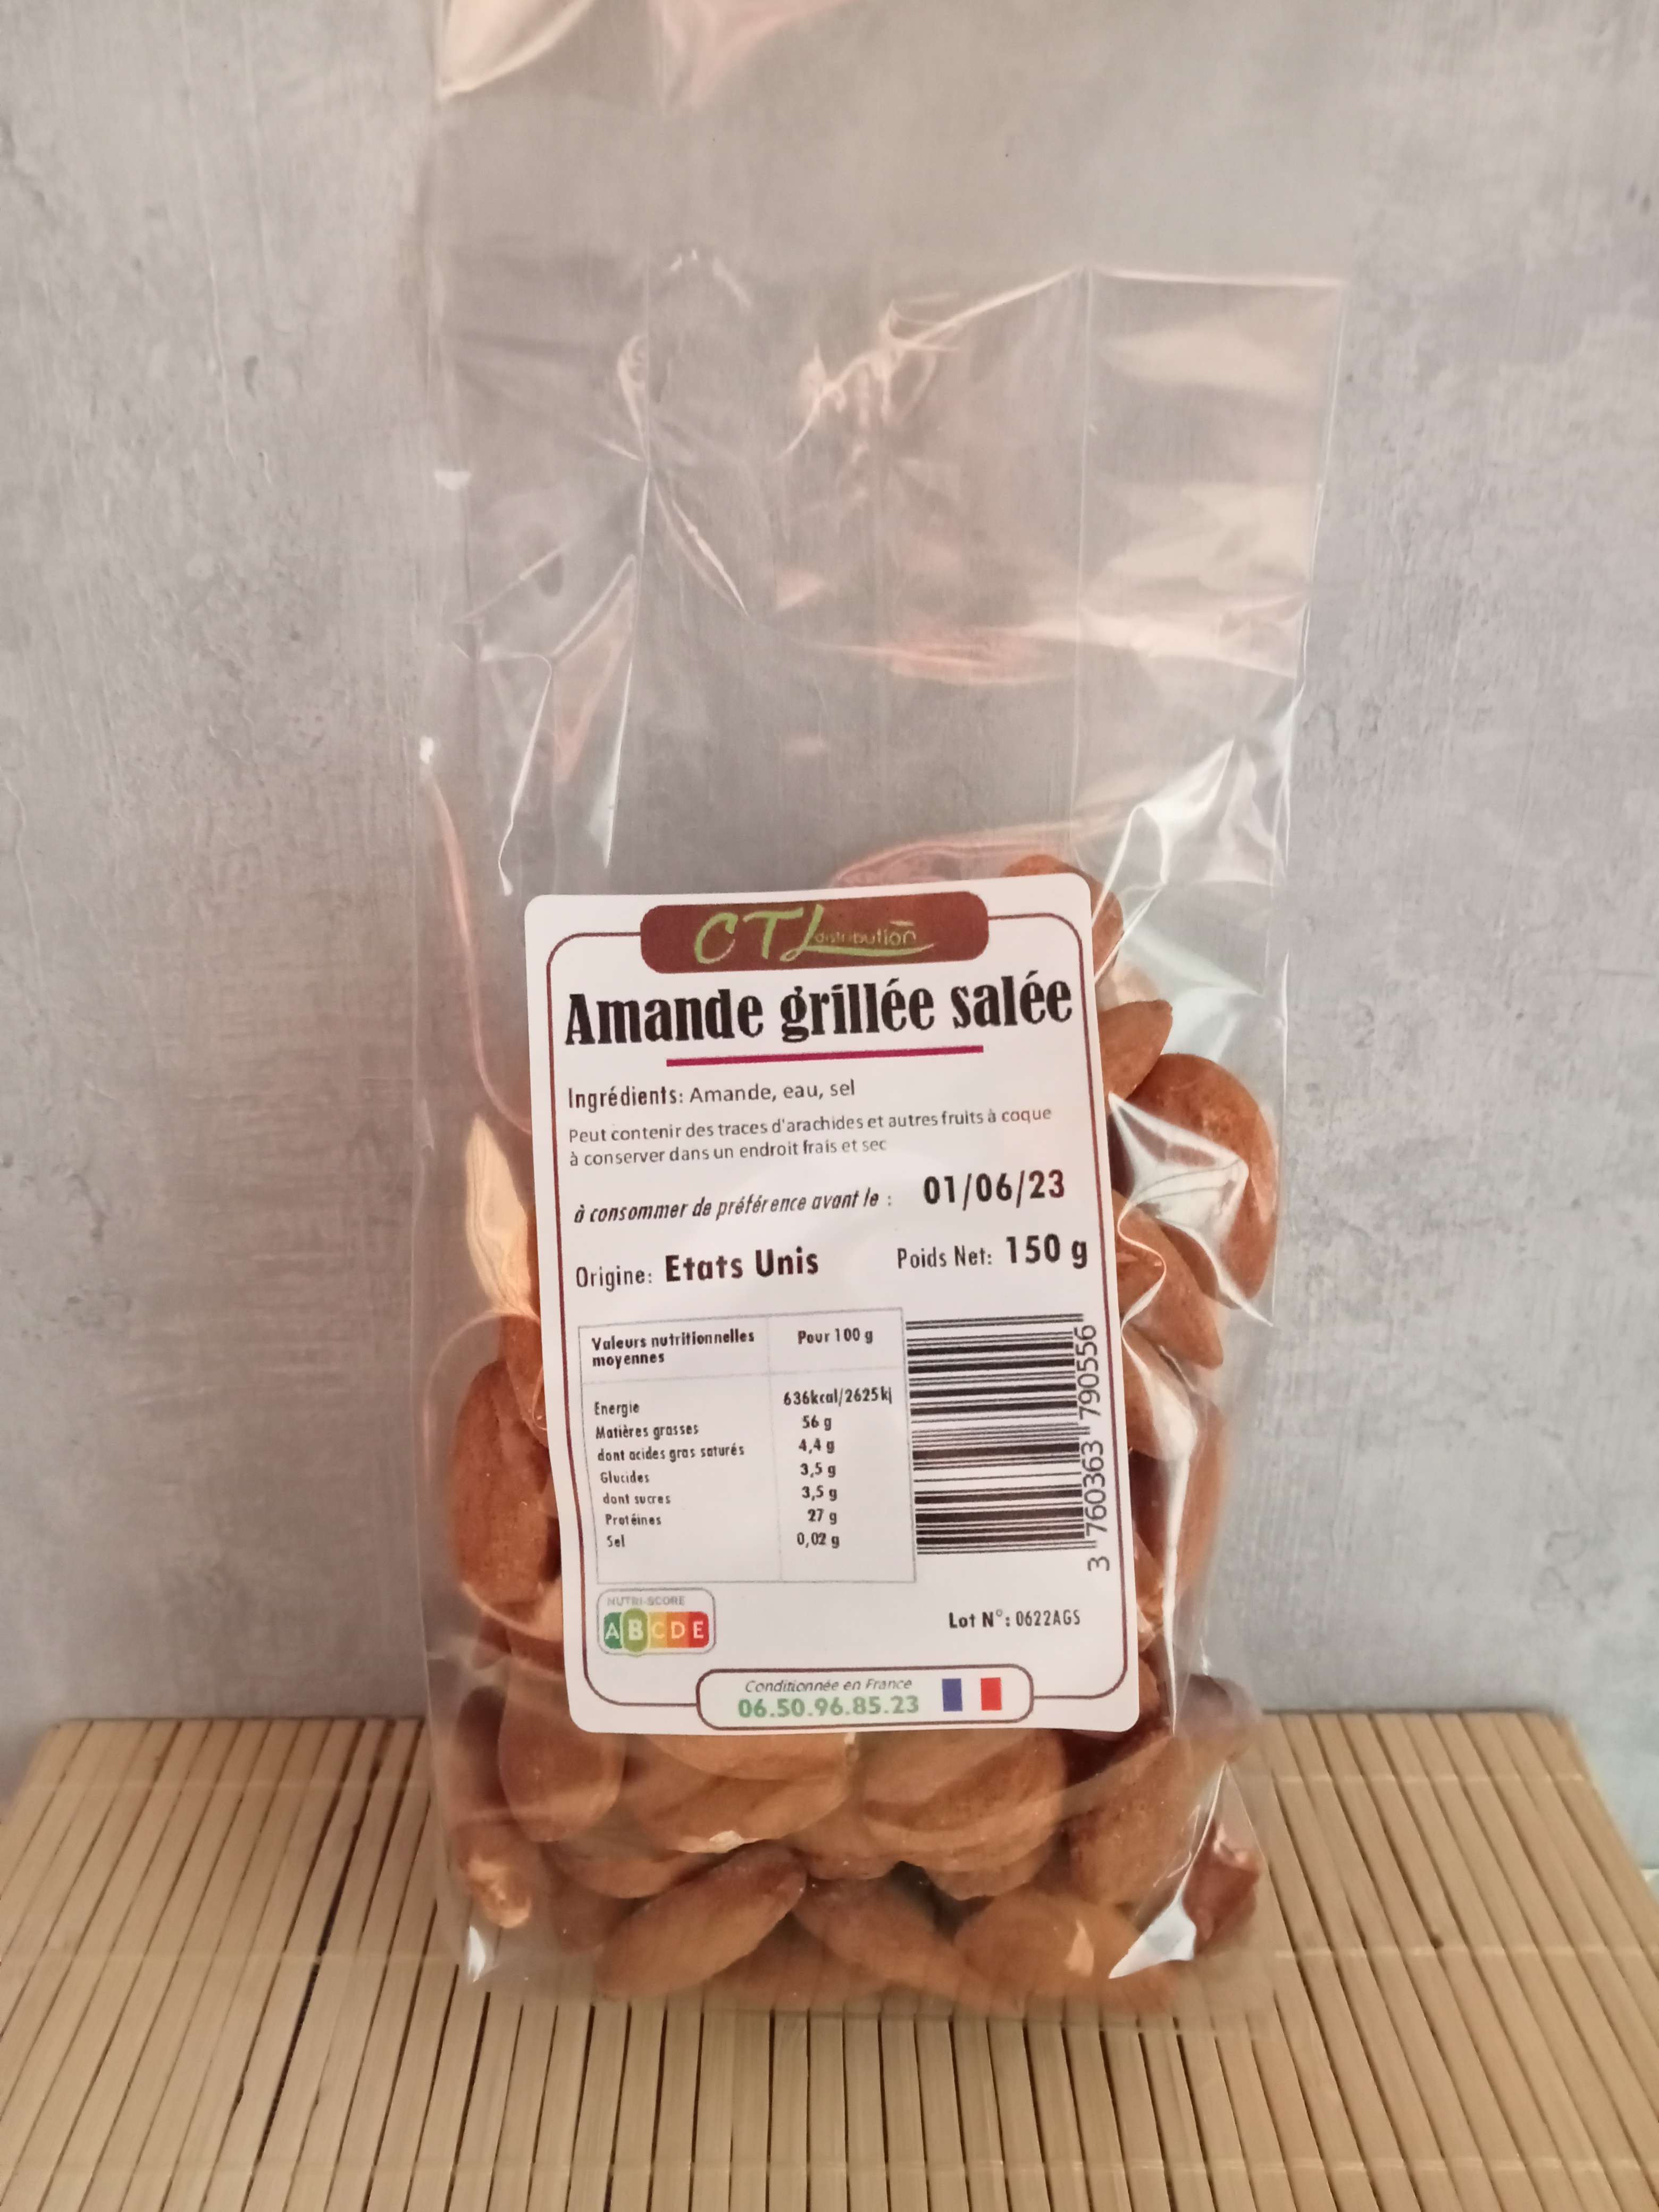 CTL distribution
Amande grillée salée
Ingrédients: Amande, eau, sel
Peut contenir des traces d'arachides et autres fruits à coque
à conserver dans un endroit frais et sec
à consommer de préférence avant le : 01/06/23
Origine: Etats Unis Poids Net: 150 g
Valeurs nutritionnelles moyennes Pour 100 g
Energie 636kcal/2625kj
Matières grasses 56 g
dont acides gras saturés 4,4 g
Glucides 3,5 g
dont sucres 3,5 g
Protéines 27 g
Sel 0,02 g
3 760363 790556
NUTRI-SCORE
A B C D E
Lot N°: 0622AGS
Conditionnée en France
06.50.96.85.23